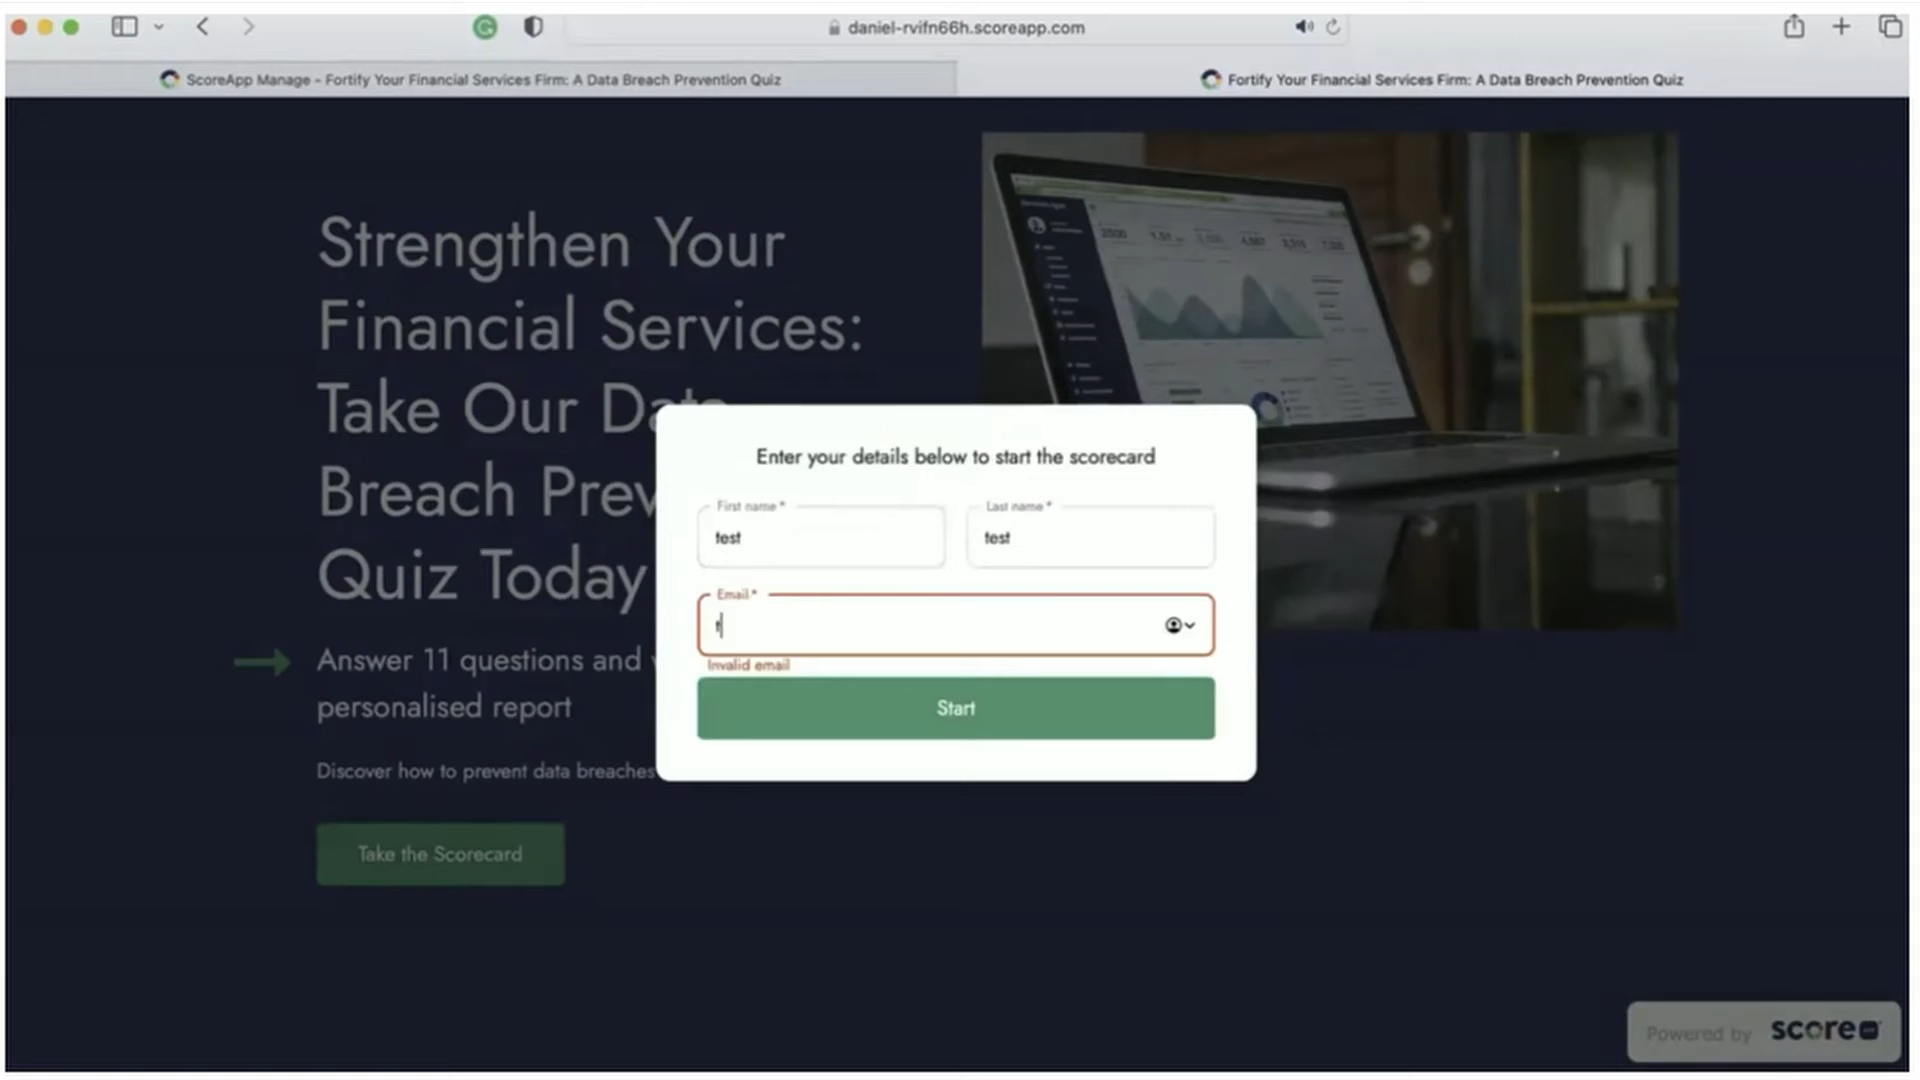 daniel-rvifn66h.scoreapp.com
ScoreApp Manage - Fortify Your Financial Services Firm: A Data Breach Prevention Quiz
Fortify Your Financial Services Firm: A Data Breach Prevention Quiz
Strengthen Your
Financial Services:
Take Our Data
Breach Prev
Quiz Today
Answer 11 questions and
personalised report
Discover how to prevent data breaches
Take the Scorecard
Enter your details below to start the scorecard
First name *
test
Last name *
test
Email *
t
Invalid email
Start
Powered by score